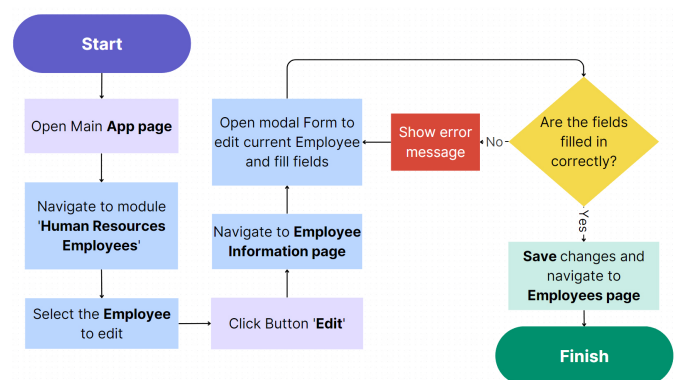 Start
Open Main App page
Navigate to module
'Human Resources
Employees'
Select the Employee
to edit
Click Button 'Edit'
Navigate to Employee
Information page
Open modal Form to
edit current Employee
and fill fields
Show error
message
No
Are the fields
filled in
correctly?
Yes
Save changes and
navigate to
Employees page
Finish